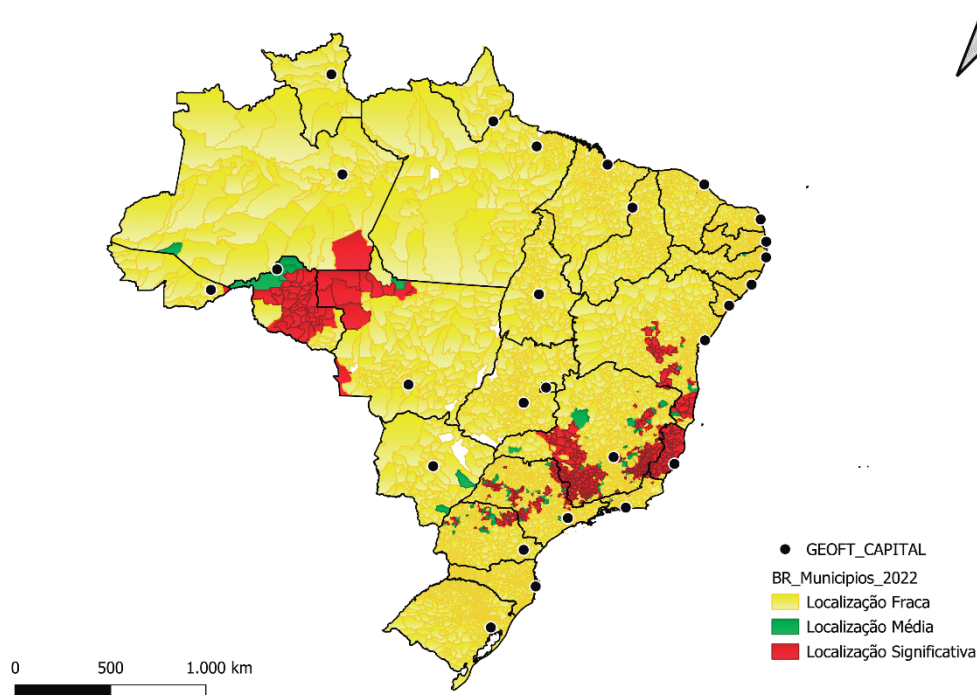 GEOFT_CAPITAL
BR_Municipios_2022
Localização Fraca
Localização Média
Localização Significativa
0 500 1.000 km